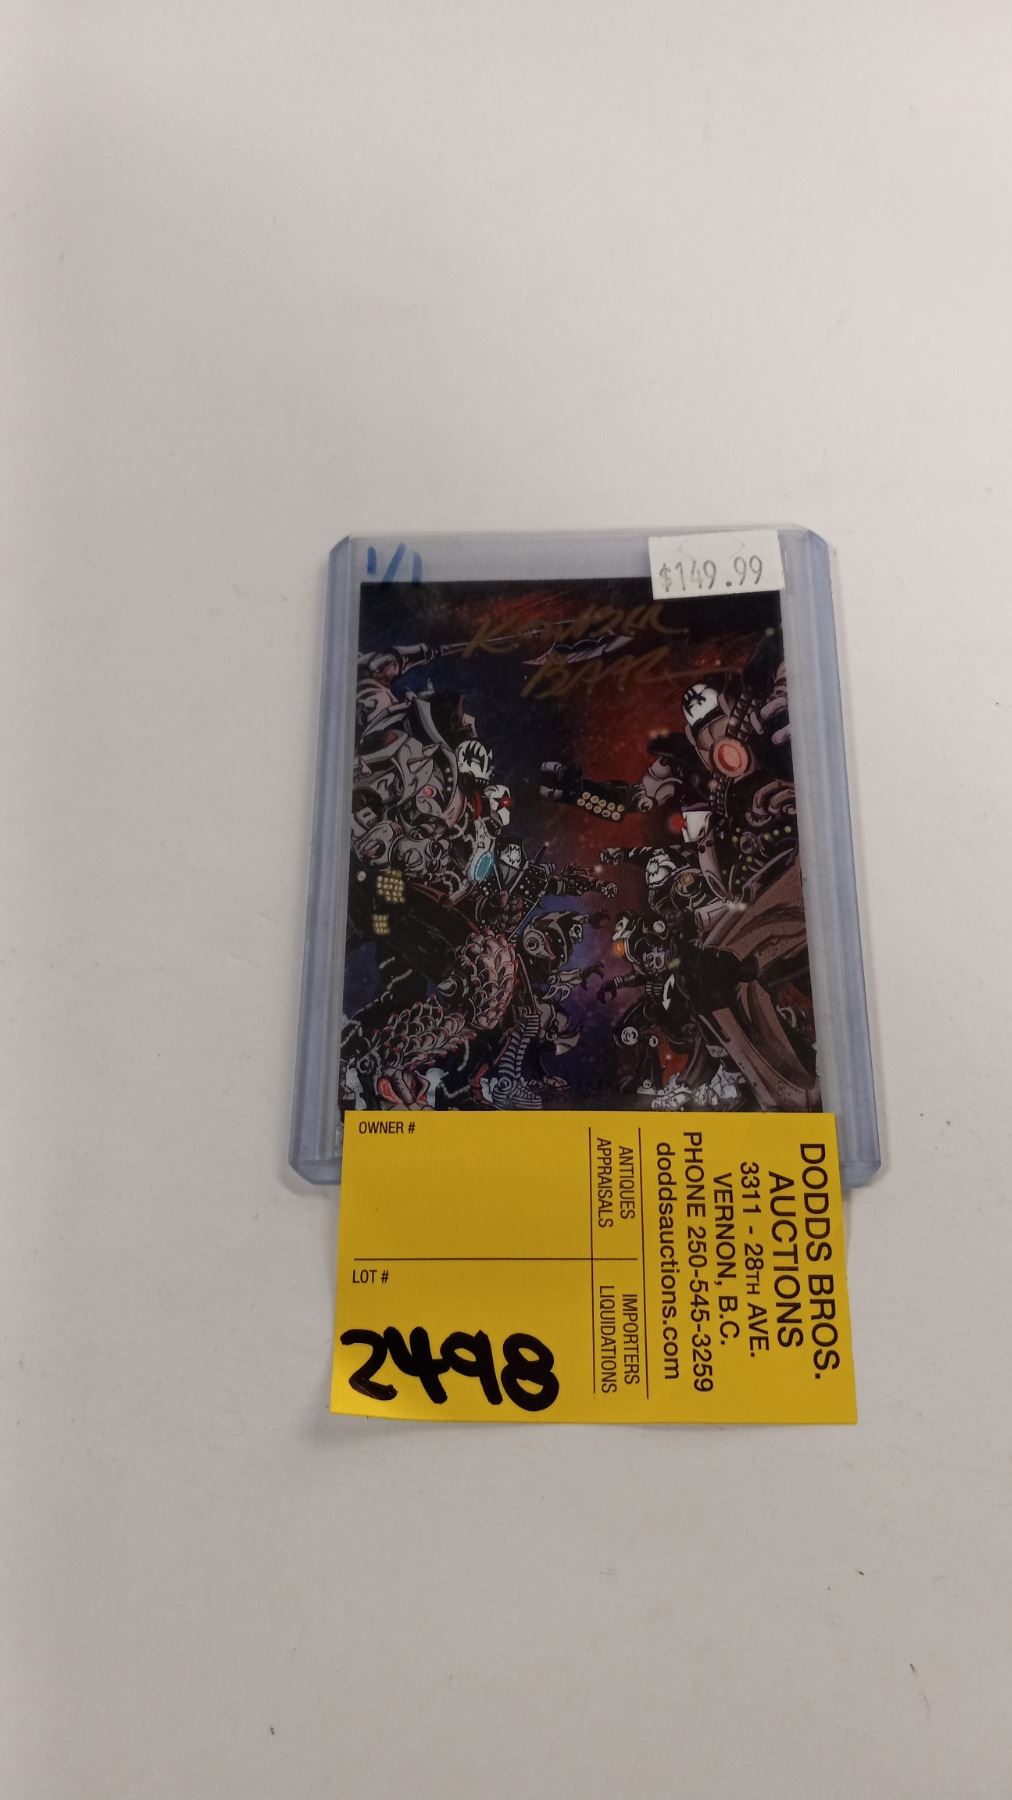 1/1
$149.99
OWNER #
LOT #
2498
ANTIQUES
APPRAISALS
IMPORTERS
LIQUIDATIONS
DODDS BROS.
AUCTIONS
3311 - 28TH AVE.
VERNON, B.C.
PHONE 250-545-3259
doddsauctions.com